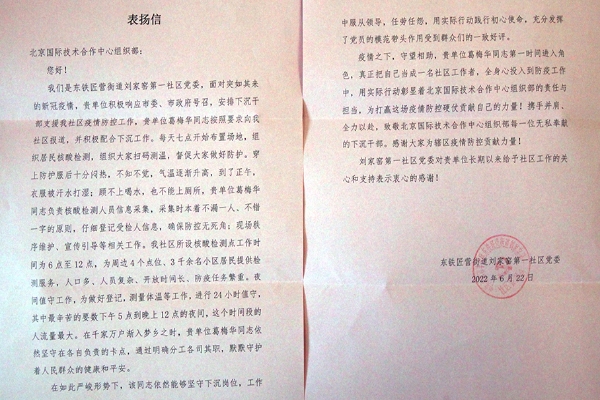 表扬信
北京国际技术合作中心组织部：
您好！
我们是东铁匠营街道刘家窑第一社区党委，面对突如其来
的新冠疫情，贵单位积极响应市委、市政府号召，安排下沉干
部支援我社区疫情防控工作。贵单位葛梅华同志按照要求向我
社区报道，并积极配合下沉工作。每天七点开始布置场地，组
织居民核酸检测，组织大家扫码测温，督促大家做好防护。穿
上防护服后十分闷热，不知不觉，气温逐渐升高，到了正午，
衣服被汗水打湿；顾不上喝水，也不能上厕所，贵单位葛梅华
同志负责核酸检测人员信息采集，采集时本着不漏一人、不错
一字的原则，仔细登记受检人信息，确保防控无死角；现场秩
序维护、宣传引导等相关工作。我社区所设核酸检测点工作时
间为6点至12点，为周边4个点位、3千余名小区居民提供检
测服务，人口多、人员复杂、开放时间长、防疫任务繁重。夜
间值守工作，为做好登记，测量体温等工作，进行24小时值守，
其中最辛苦的要数下午5点到晚上12点的夜间，这个时间段的
人流量最大。在千家万户渐入梦乡之时，贵单位葛梅华同志依
然坚守在各自负责的卡点，通过明确分工各司其职，默默守护
着人民群众的健康和平安。
在如此严峻形势下，该同志依然能够坚守下沉岗位，工作
中服从领导，任劳任怨，用实际行动践行初心使命，充分发挥
了党员的模范带头作用受到群众们的一致好评。
疫情之下，守望相助，贵单位葛梅华同志第一时间进入角
色，真正把自己当成一名社区工作者，全身心投入到防疫工作
中，用实际行动彰显着北京国际技术合作中心组织部的责任与
担当，为打赢这场疫情防控硬仗贡献自己的力量！携手并肩、
全力以赴，致敬北京国际技术合作中心组织部每一位无私奉献
的下沉干部。感谢大家为辖区疫情防控贡献力量！
刘家窑第一社区党委对贵单位长期以来给予社区工作的关
心和支持表示衷心的感谢！
东铁匠营街道刘家窑第一社区党委
2022年6月22日